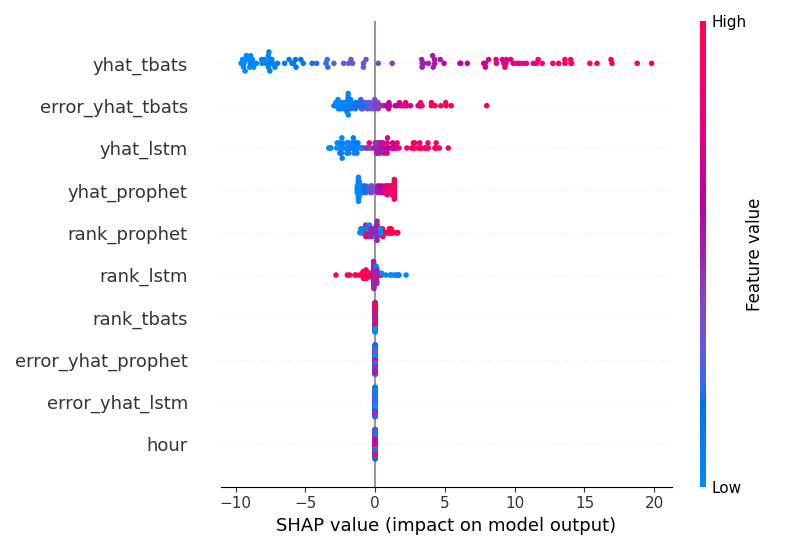 High
yhat_tbats
error_yhat_tbats
yhat_lstm
yhat_prophet
rank_prophet
rank_lstm
rank_tbats
error_yhat_prophet
error_yhat_lstm
hour
Feature value
Low
−10 −5 0 5 10 15 20
SHAP value (impact on model output)